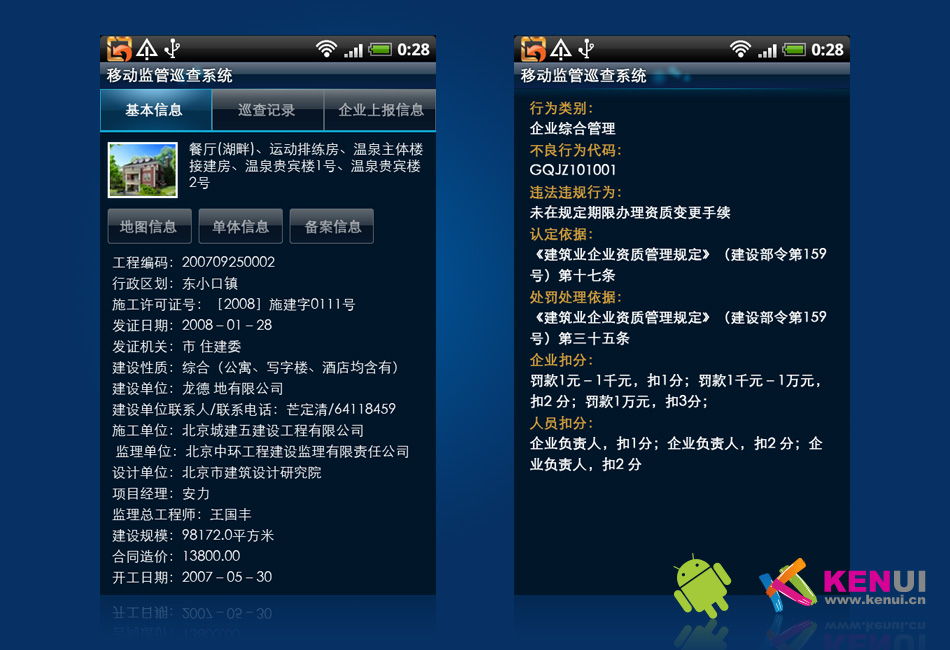 0:28
移动监管巡查系统
基本信息 巡查记录 企业上报信息
餐厅(湖畔)、运动排练房、温泉主体楼
接建房、温泉贵宾楼1号、温泉贵宾楼
2号
地图信息 单体信息 备案信息
工程编码：200709250002
行政区划：东小口镇
施工许可证号：［2008］施建字0111号
发证日期：2008－01－28
发证机关：市 住建委
建设性质：综合（公寓、写字楼、酒店均含有）
建设单位：龙德 地有限公司
建设单位联系人/联系电话：芒定清/64118459
施工单位：北京城建五建设工程有限公司
监理单位：北京中环工程建设监理有限责任公司
设计单位：北京市建筑设计研究院
项目经理：安力
监理总工程师：王国丰
建设规模：98172.0平方米
合同造价：13800.00
开工日期：2007－05－30
0:28
移动监管巡查系统
行为类别：
企业综合管理
不良行为代码：
GQJZ101001
违法违规行为：
未在规定期限办理资质变更手续
认定依据：
《建筑业企业资质管理规定》（建设部令第159
号）第十七条
处罚处理依据：
《建筑业企业资质管理规定》（建设部令第159
号）第三十五条
企业扣分：
罚款1元－1千元，扣1分；罚款1千元－1万元，
扣2 分；罚款1万元，扣3分；
人员扣分：
企业负责人，扣1分；企业负责人，扣2 分；企
业负责人，扣2 分
KENUI
www.kenui.cn